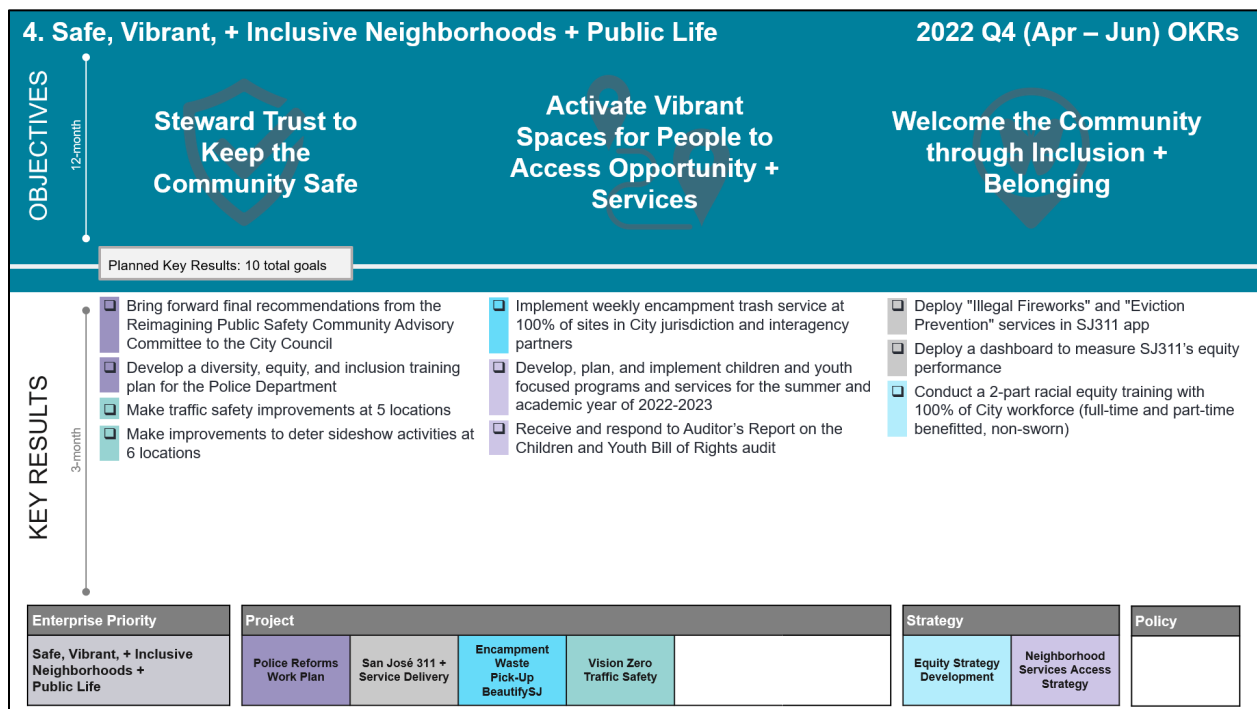 4. Safe, Vibrant, + Inclusive Neighborhoods + Public Life
2022 Q4 (Apr – Jun) OKRs
OBJECTIVES
12-month
Steward Trust to
Keep the
Community Safe
Activate Vibrant
Spaces for People to
Access Opportunity +
Services
Welcome the Community
through Inclusion +
Belonging
Planned Key Results: 10 total goals
KEY RESULTS
3-month
Bring forward final recommendations from the
Reimagining Public Safety Community Advisory
Committee to the City Council
Develop a diversity, equity, and inclusion training
plan for the Police Department
Make traffic safety improvements at 5 locations
Make improvements to deter sideshow activities at
6 locations
Implement weekly encampment trash service at
100% of sites in City jurisdiction and interagency
partners
Develop, plan, and implement children and youth
focused programs and services for the summer and
academic year of 2022-2023
Receive and respond to Auditor’s Report on the
Children and Youth Bill of Rights audit
Deploy "Illegal Fireworks" and "Eviction
Prevention" services in SJ311 app
Deploy a dashboard to measure SJ311’s equity
performance
Conduct a 2-part racial equity training with
100% of City workforce (full-time and part-time
benefitted, non-sworn)
Enterprise Priority
Safe, Vibrant, + Inclusive
Neighborhoods +
Public Life
Project
Police Reforms
Work Plan
San José 311 +
Service Delivery
Encampment
Waste
Pick-Up
BeautifySJ
Vision Zero
Traffic Safety
Strategy
Equity Strategy
Development
Neighborhood
Services Access
Strategy
Policy